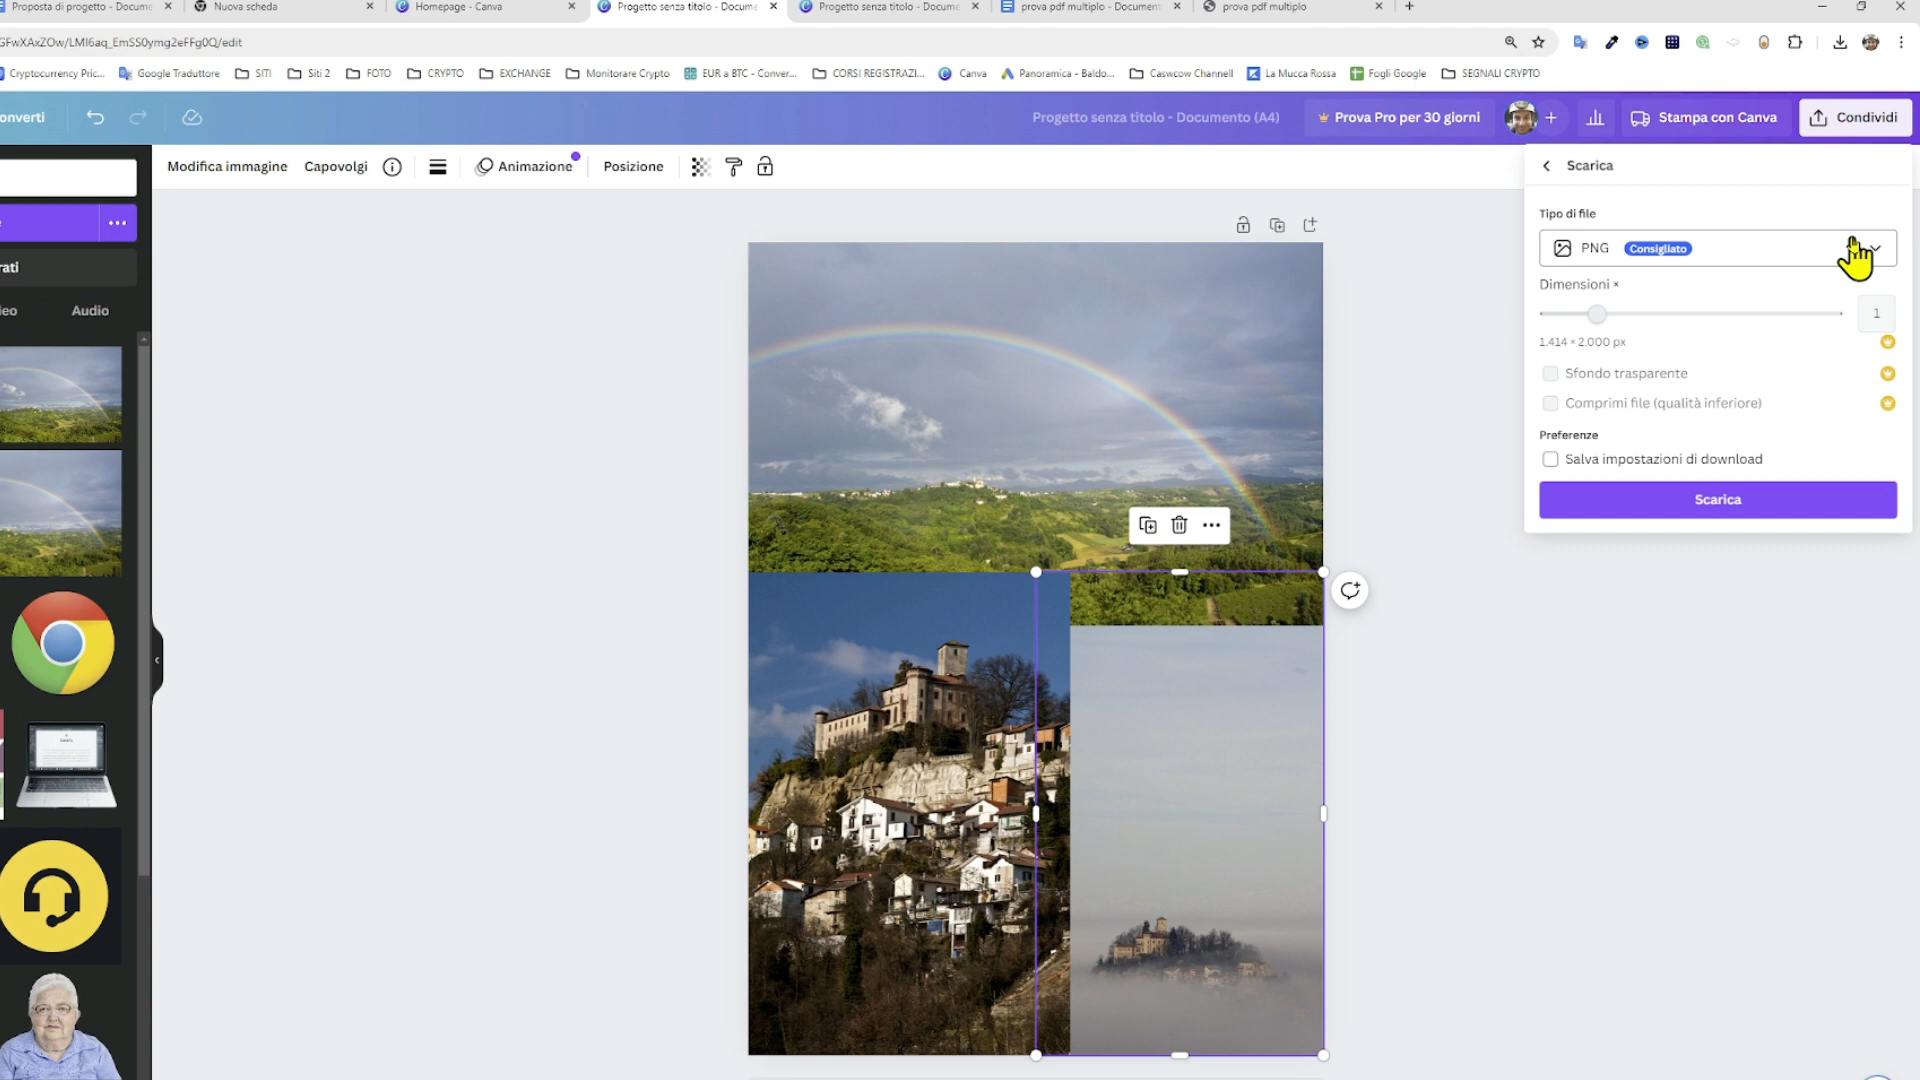 Proposta di progetto - Docume
Nuova scheda
Homepage - Canva
Progetto senza titolo - Docume
Progetto senza titolo - Docume
prova pdf multiplo - Document
prova pdf multiplo
GFwXAxZOw/LMI6aq_EmSS0ymg2eFFg0Q/edit
Cryptocurrency Pric...
Google Traduttore
SITI
Siti 2
FOTO
CRYPTO
EXCHANGE
Monitorare Crypto
EUR a BTC - Conver...
CORSI REGISTRAZI...
Canva
Panoramica - Baldo...
Caswcow Channell
La Mucca Rossa
Fogli Google
SEGNALI CRYPTO
onverti
Progetto senza titolo - Documento (A4)
Prova Pro per 30 giorni
Stampa con Canva
Condividi
Modifica immagine
Capovolgi
Animazione
Posizione
Scarica
Tipo di file
PNG
Consigliato
Dimensioni ×
1
1.414 × 2.000 px
Sfondo trasparente
Comprimi file (qualità inferiore)
Preferenze
Salva impostazioni di download
Scarica
rati
deo
Audio